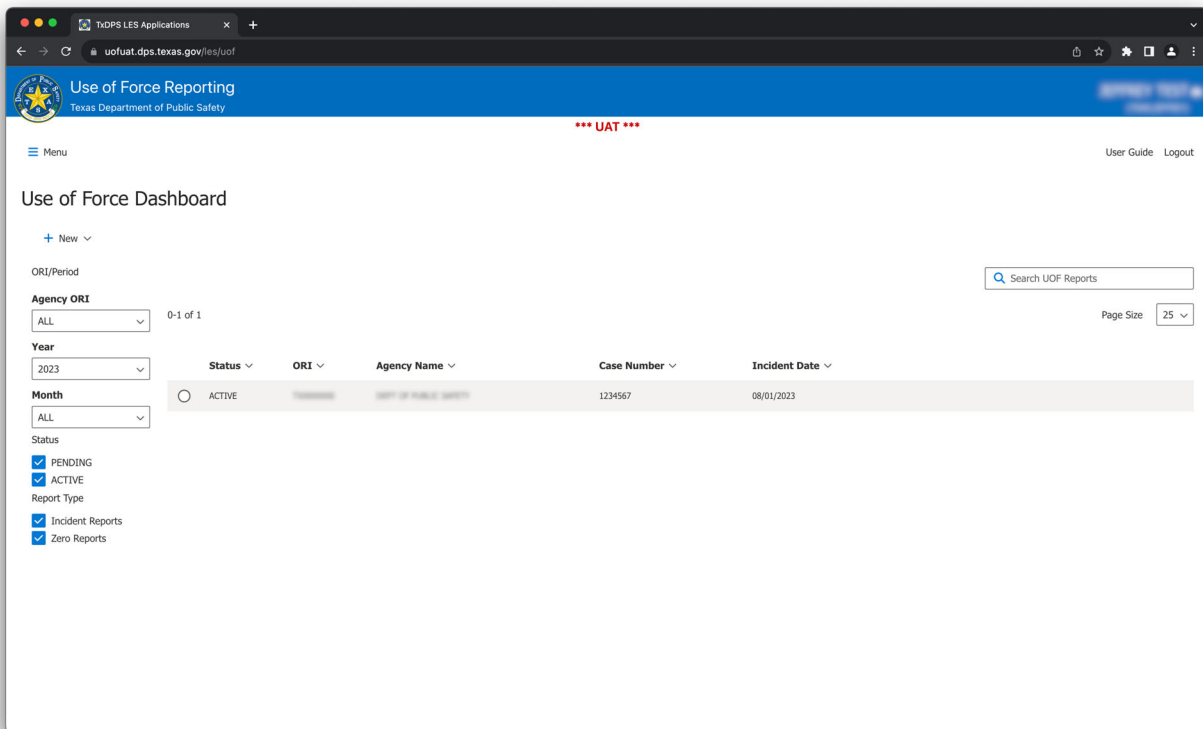 TxDPS LES Applications
uofuat.dps.texas.gov/les/uof
Use of Force Reporting
Texas Department of Public Safety
*** UAT ***
Menu
User Guide Logout
Use of Force Dashboard
+ New
ORI/Period
Search UOF Reports
Agency ORI
ALL
0-1 of 1
Page Size 25
Year
2023
Status ORI Agency Name Case Number Incident Date
Month
ACTIVE 1234567 08/01/2023
ALL
Status
PENDING
ACTIVE
Report Type
Incident Reports
Zero Reports